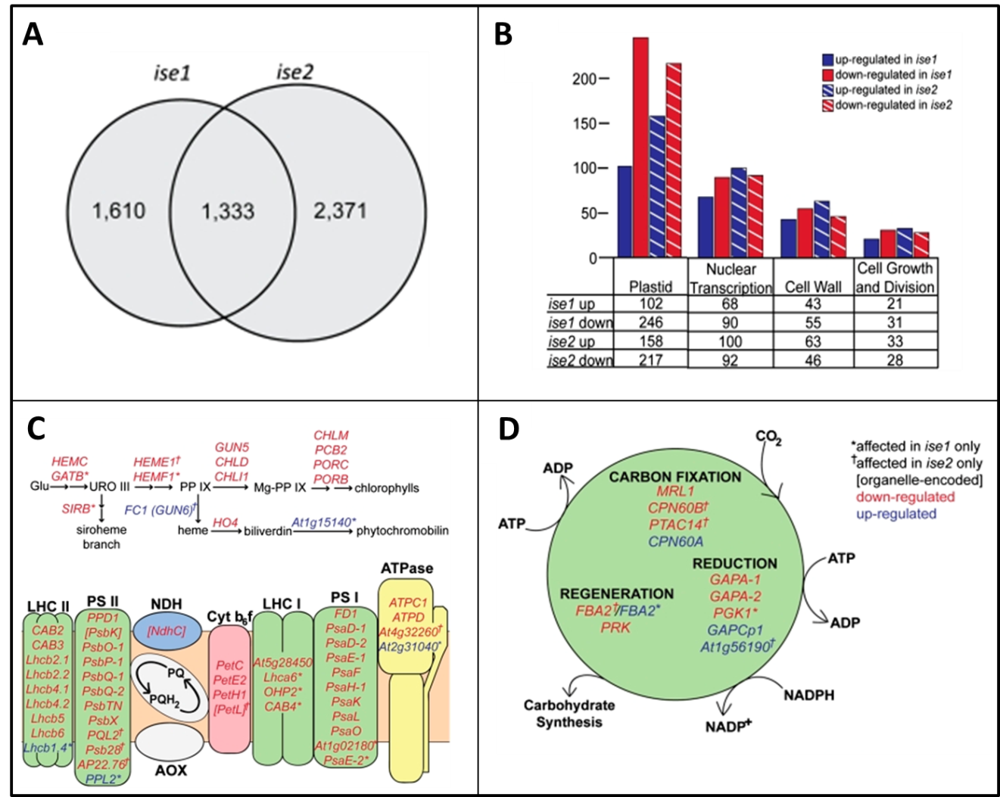 A
ise1
ise2
1,610
1,333
2,371
B
up-regulated in ise1
down-regulated in ise1
up-regulated in ise2
down-regulated in ise2
200
150
100
50
0
Plastid Nuclear Transcription Cell Wall Cell Growth and Division
ise1 up 102 68 43 21
ise1 down 246 90 55 31
ise2 up 158 100 63 33
ise2 down 217 92 46 28
C
HEMC
GATB*
HEME1†
HEMF1*
GUN5
CHLD
CHLI1
CHLM
PCB2
PORC
PORB
Glu URO III PP IX Mg-PP IX chlorophylls
SIRB*
FC1 (GUN6)†
siroheme
branch
heme HO4 biliverdin At1g15140* phytochromobilin
LHC II
CAB2
CAB3
Lhcb2.1
Lhcb2.2
Lhcb4.1
Lhcb4.2
Lhcb5
Lhcb6
Lhcb1.4*
PS II
PPD1
[PsbK]
PsbO-1
PsbP-1
PsbQ-1
PsbQ-2
PsbTN
PsbX
PQL2†
Psb28†
AP22.76†
PPL2*
NDH
[NdhC]
PQ
PQH2
AOX
Cyt b6f
PetC
PetE2
PetH1
[PetL]†
LHC I
At5g28450
Lhca6*
OHP2*
CAB4*
PS I
FD1
PsaD-1
PsaD-2
PsaE-1
PsaF
PsaH-1
PsaK
PsaL
PsaO
At1g02180*
PsaE-2*
ATPase
ATPC1
ATPD
At4g32260†
At2g31040*
D
CO2
*affected in ise1 only
†affected in ise2 only
[organelle-encoded]
down-regulated
up-regulated
ADP
ATP
CARBON FIXATION
MRL1
CPN60B†
PTAC14†
CPN60A
REDUCTION
GAPA-1
GAPA-2
PGK1*
GAPCp1
At1g56190†
REGENERATION
FBA2†/FBA2*
PRK
ATP
ADP
NADPH
NADP+
Carbohydrate
Synthesis